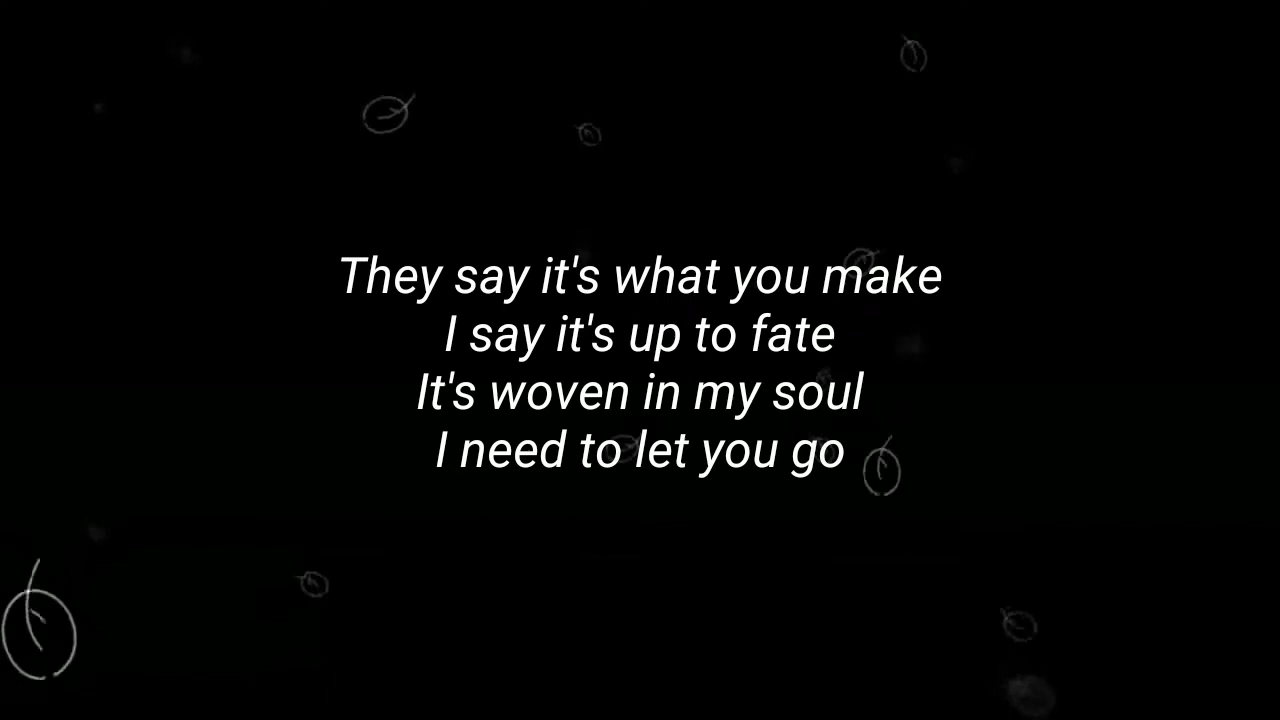 They say it's what you make
I say it's up to fate
It's woven in my soul
I need to let you go